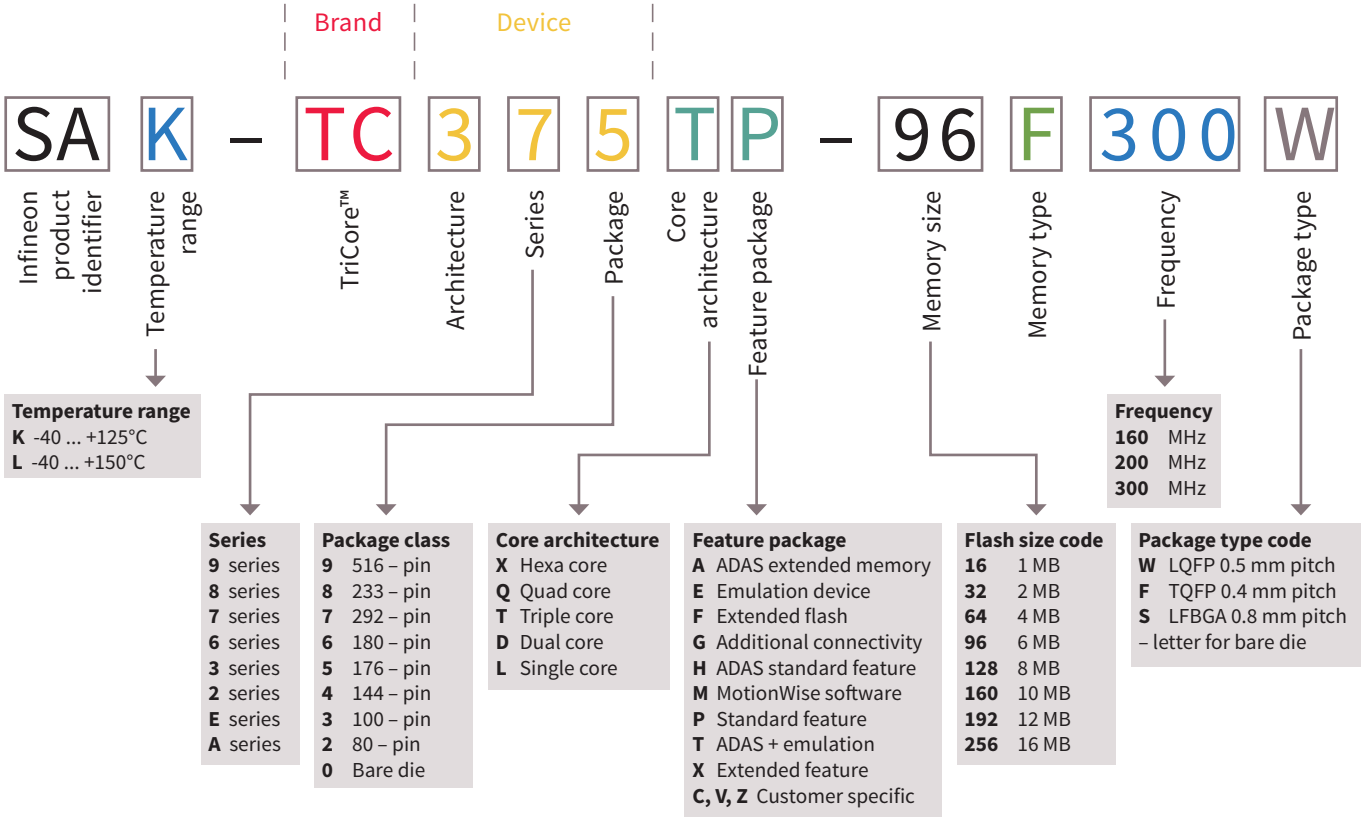 Brand
Device
SA K – TC 3 7 5 T P – 96 F 300 W
Infineon
product
identifier
Temperature
range
TriCore™
Architecture
Series
Package
Core
architecture
Feature package
Memory size
Memory type
Frequency
Package type
Temperature range
K -40 ... +125°C
L -40 ... +150°C
Frequency
160 MHz
200 MHz
300 MHz
Series
9 series
8 series
7 series
6 series
3 series
2 series
E series
A series
Package class
9 516 – pin
8 233 – pin
7 292 – pin
6 180 – pin
5 176 – pin
4 144 – pin
3 100 – pin
2 80 – pin
0 Bare die
Core architecture
X Hexa core
Q Quad core
T Triple core
D Dual core
L Single core
Feature package
A ADAS extended memory
E Emulation device
F Extended flash
G Additional connectivity
H ADAS standard feature
M MotionWise software
P Standard feature
T ADAS + emulation
X Extended feature
C, V, Z Customer specific
Flash size code
16 1 MB
32 2 MB
64 4 MB
96 6 MB
128 8 MB
160 10 MB
192 12 MB
256 16 MB
Package type code
W LQFP 0.5 mm pitch
F TQFP 0.4 mm pitch
S LFBGA 0.8 mm pitch
– letter for bare die